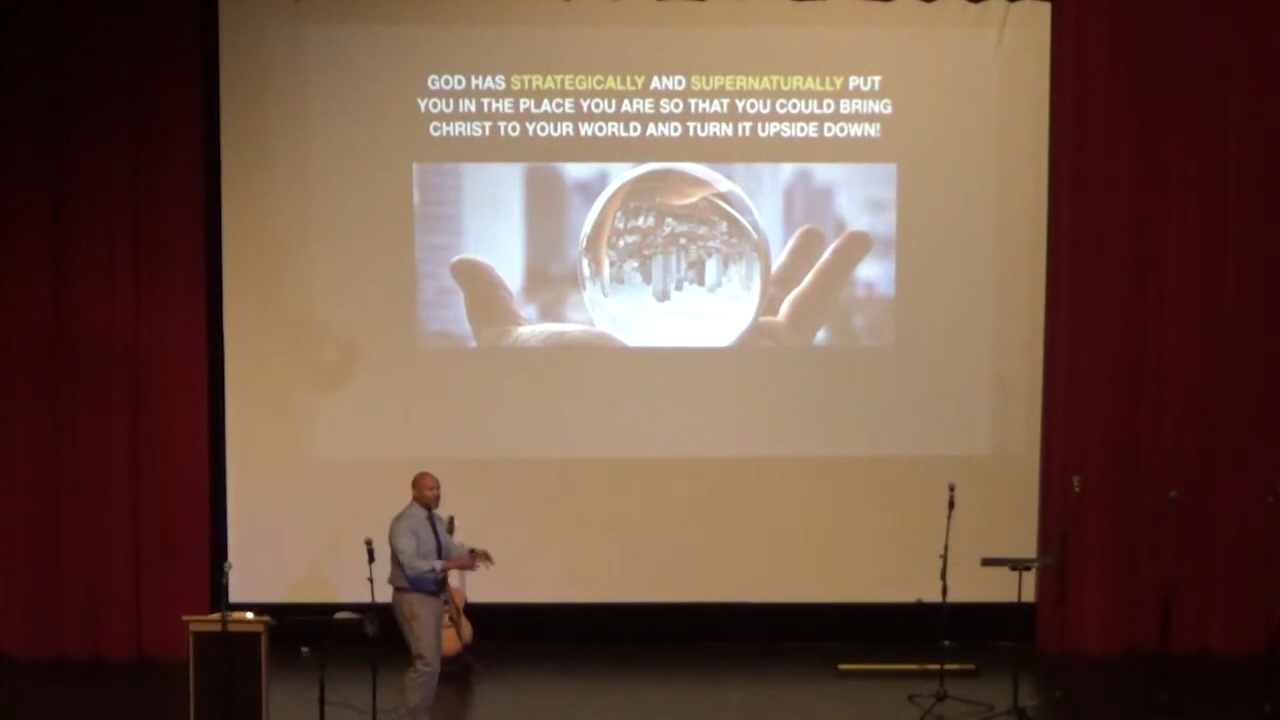 GOD HAS STRATEGICALLY AND SUPERNATURALLY PUT
YOU IN THE PLACE YOU ARE SO THAT YOU COULD BRING
CHRIST TO YOUR WORLD AND TURN IT UPSIDE DOWN!